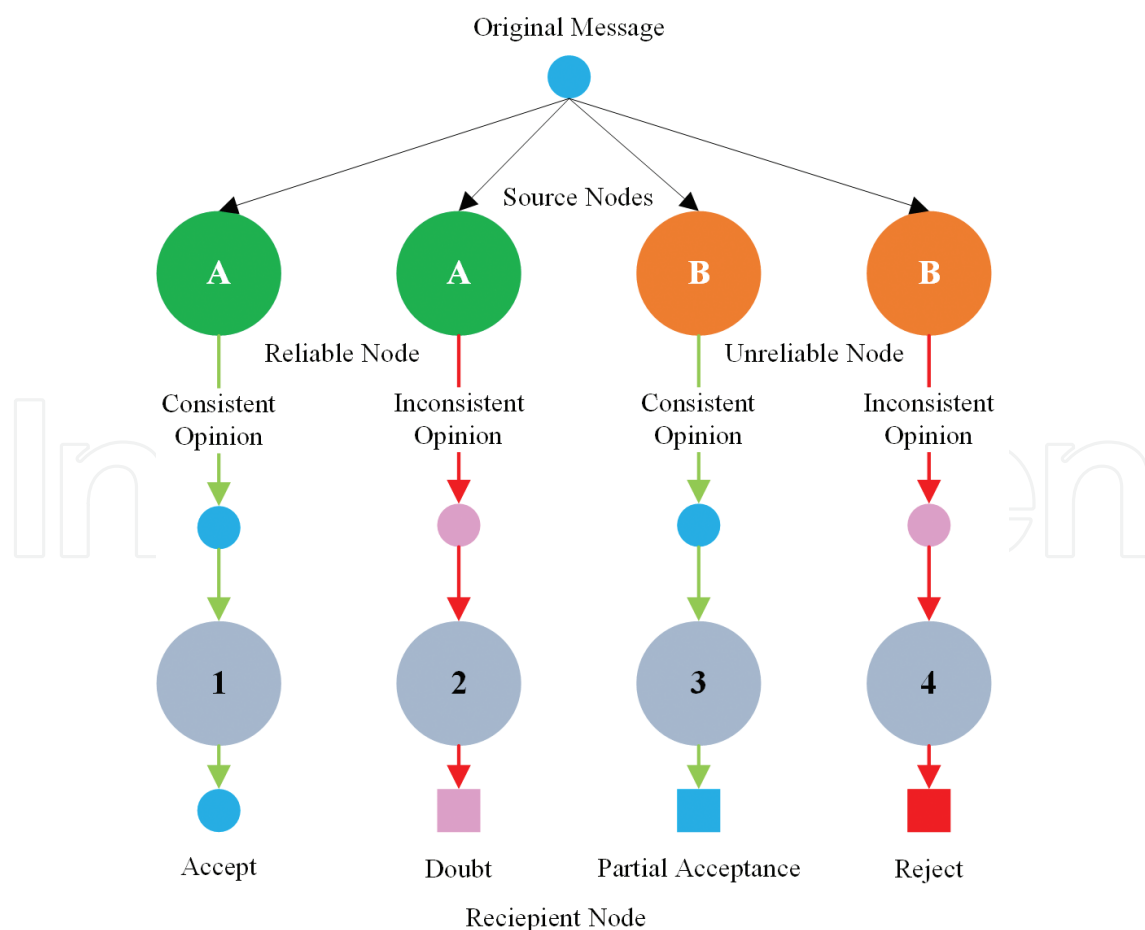 Original Message
Source Nodes
A
A
B
B
Reliable Node
Unreliable Node
Consistent
Opinion
Inconsistent
Opinion
Consistent
Opinion
Inconsistent
Opinion
1
2
3
4
Accept
Doubt
Partial Acceptance
Reject
Reciepient Node